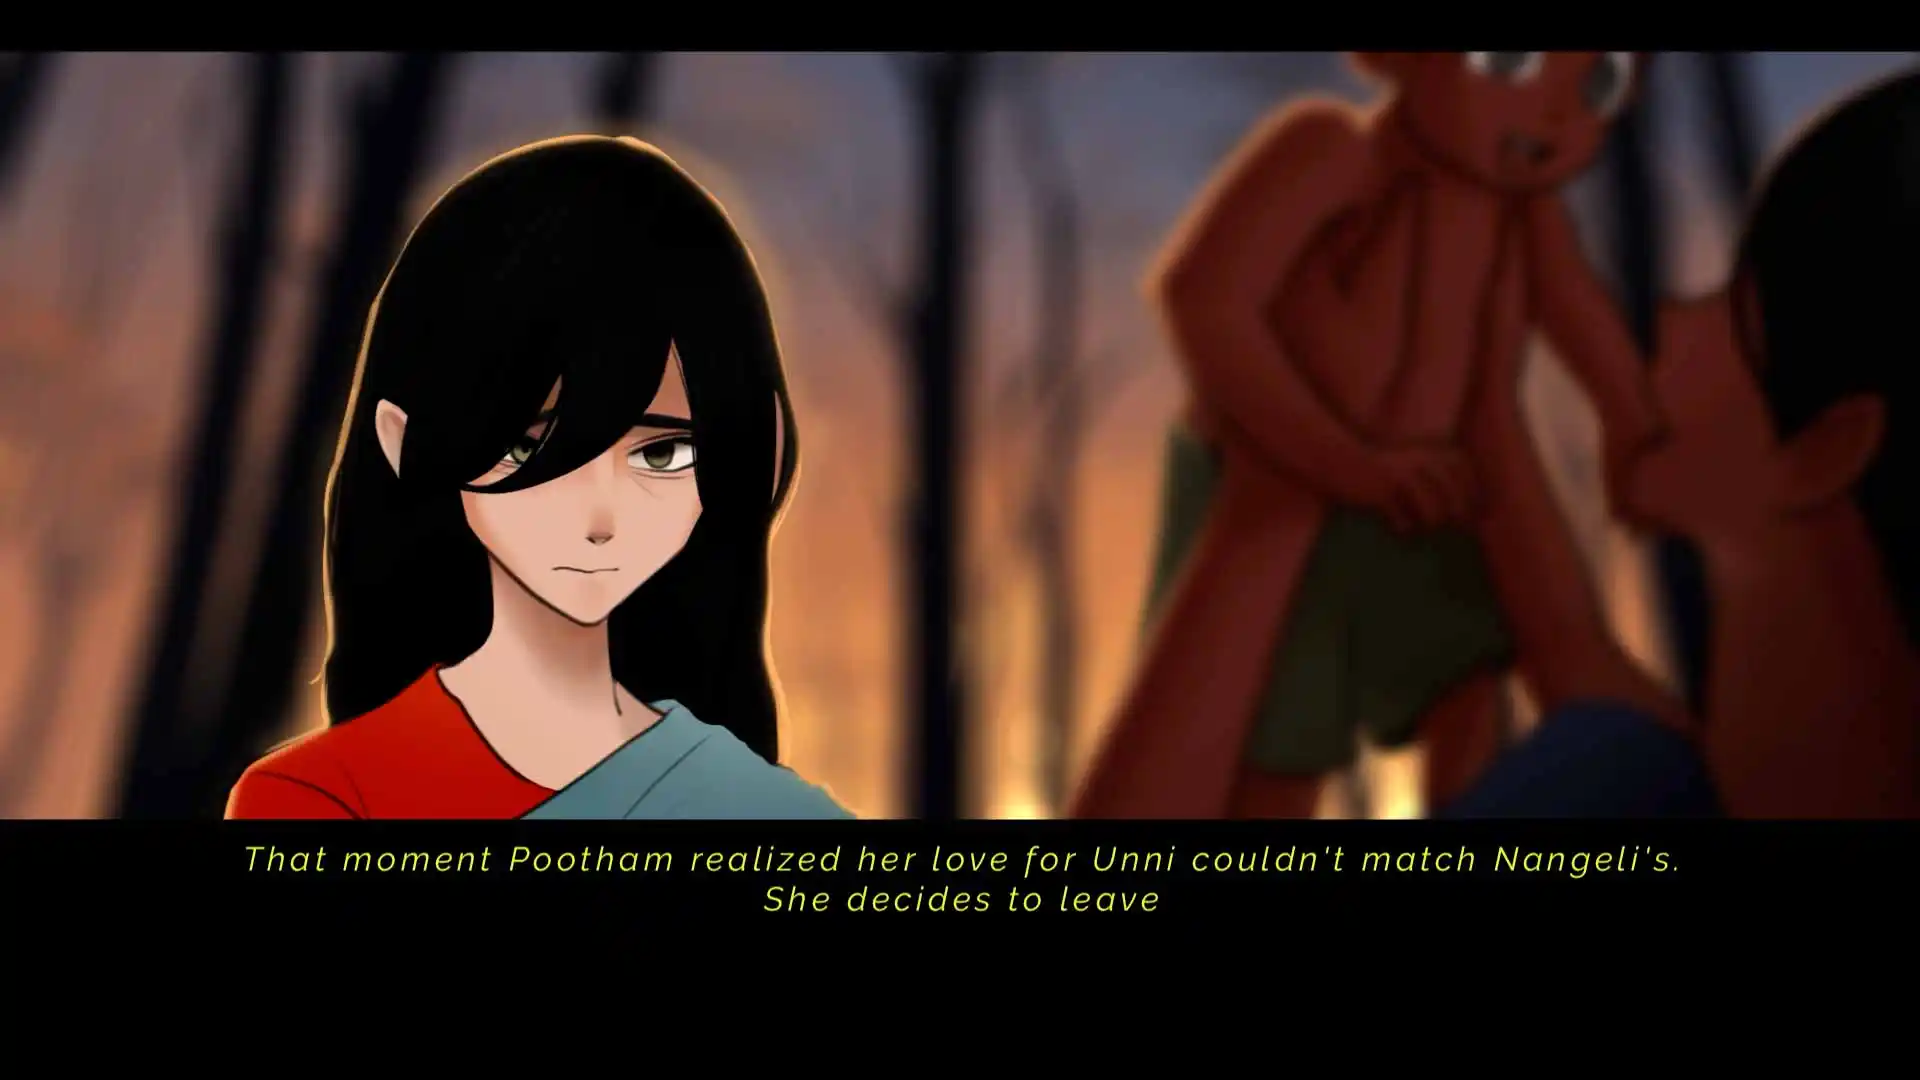 That moment Pootham realized her love for Unni couldn't match Nangeli's.
She decides to leave